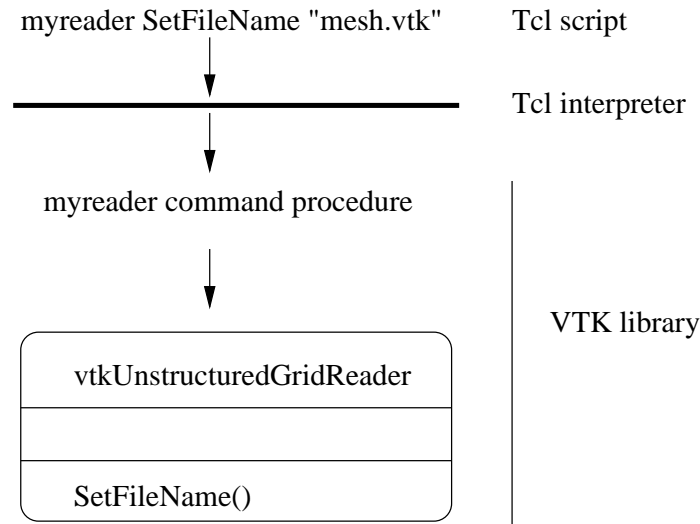 myreader SetFileName "mesh.vtk"
Tcl script
Tcl interpreter
myreader command procedure
VTK library
vtkUnstructuredGridReader
SetFileName()